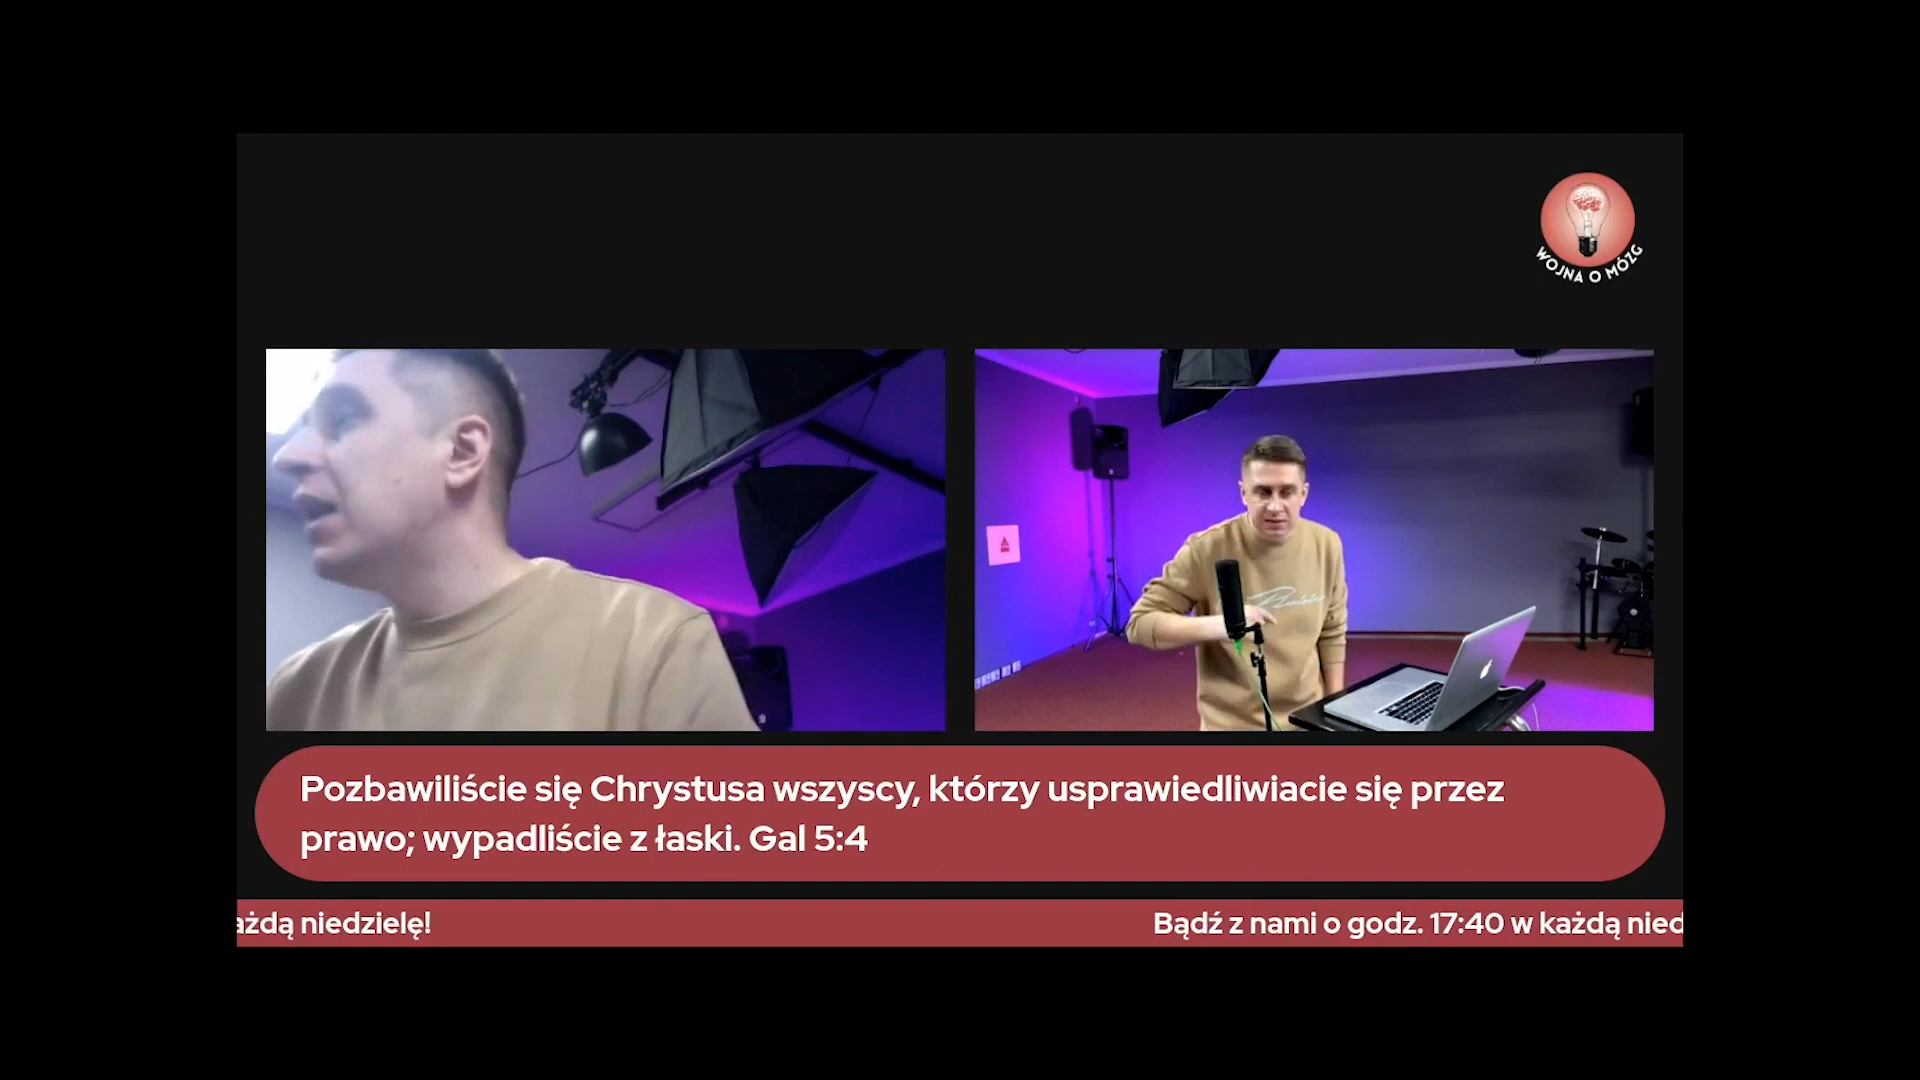 WOJNA O MÓZG
Pozbawiliście się Chrystusa wszyscy, którzy usprawiedliwiacie się przez
prawo; wypadliście z łaski. Gal 5:4
ażdą niedzielę!
Bądź z nami o godz. 17:40 w każdą nied